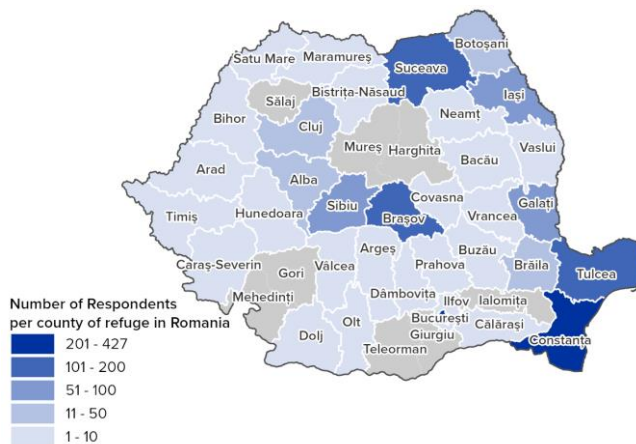 Botoșani
Satu Mare
Maramureș
Suceava
Iași
Sălaj
Bistrița-Năsaud
Neamț
Bihor
Cluj
Vaslui
Mureș
Harghita
Bacău
Arad
Alba
Covasna
Galați
Timiș
Hunedoara
Sibiu
Brașov
Vrancea
Caraș-Severin
Gorj
Vâlcea
Argeș
Prahova
Buzău
Brăila
Tulcea
Mehedinți
Dâmbovița
Ilfov
Ialomița
București
Călărași
Dolj
Olt
Giurgiu
Constanța
Teleorman
Number of Respondents
per county of refuge in Romania
201 - 427
101 - 200
51 - 100
11 - 50
1 - 10